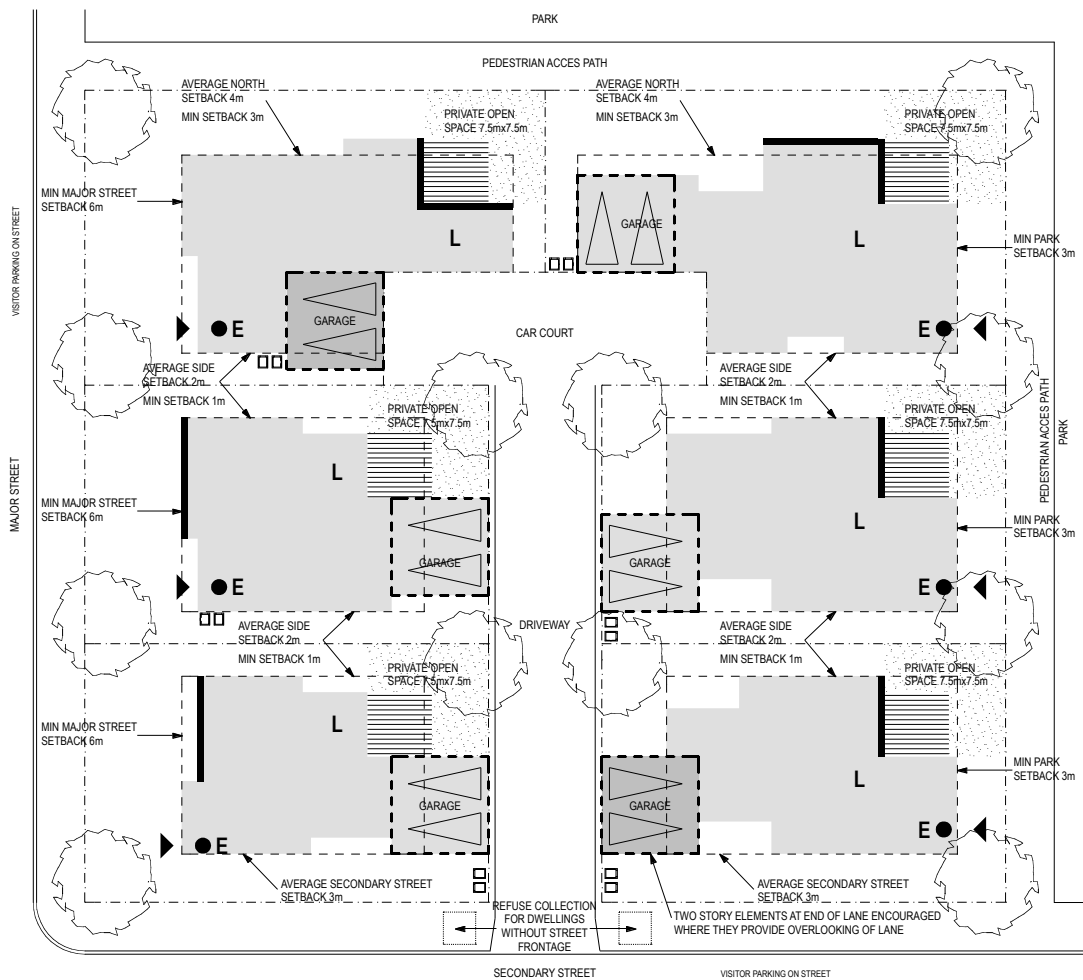 PARK
PEDESTRIAN ACCES PATH
AVERAGE NORTH
SETBACK 4m
MIN SETBACK 3m
AVERAGE NORTH
SETBACK 4m
MIN SETBACK 3m
PRIVATE OPEN
SPACE 7.5mx7.5m
PRIVATE OPEN
SPACE 7.5mx7.5m
MIN MAJOR STREET
SETBACK 6m
VISITOR PARKING ON STREET
L
GARAGE
L
MIN PARK
SETBACK 3m
GARAGE
E
CAR COURT
E
AVERAGE SIDE
SETBACK 2m
MIN SETBACK 1m
AVERAGE SIDE
SETBACK 2m
MIN SETBACK 1m
PRIVATE OPEN
SPACE 7.5mx7.5m
PRIVATE OPEN
SPACE 7.5mx7.5m
PEDESTRIAN ACCES PATH
PARK
MAJOR STREET
L
MIN MAJOR STREET
SETBACK 6m
L
MIN PARK
SETBACK 3m
GARAGE
GARAGE
E
E
AVERAGE SIDE
SETBACK 2m
MIN SETBACK 1m
DRIVEWAY
AVERAGE SIDE
SETBACK 2m
MIN SETBACK 1m
PRIVATE OPEN
SPACE 7.5mx7.5m
PRIVATE OPEN
SPACE 7.5mx7.5m
MIN MAJOR STREET
SETBACK 6m
L
L
MIN PARK
SETBACK 3m
GARAGE
GARAGE
E
E
AVERAGE SECONDARY STREET
SETBACK 3m
AVERAGE SECONDARY STREET
SETBACK 3m
REFUSE COLLECTION
FOR DWELLINGS
WITHOUT STREET
FRONTAGE
TWO STORY ELEMENTS AT END OF LANE ENCOURAGED
WHERE THEY PROVIDE OVERLOOKING OF LANE
SECONDARY STREET
VISITOR PARKING ON STREET